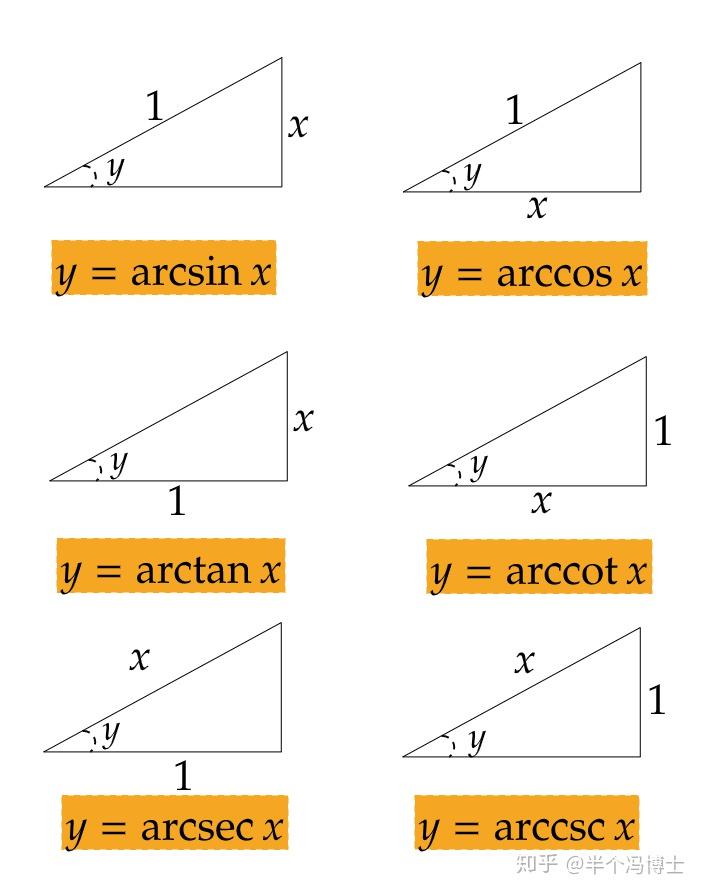 1 x y
1 y x
y = arcsin x
y = arccos x
x y 1
1 y x
y = arctan x
y = arccot x
x y 1
x 1 y
y = arcsec x
y = arccsc x
知乎 @半个冯博士